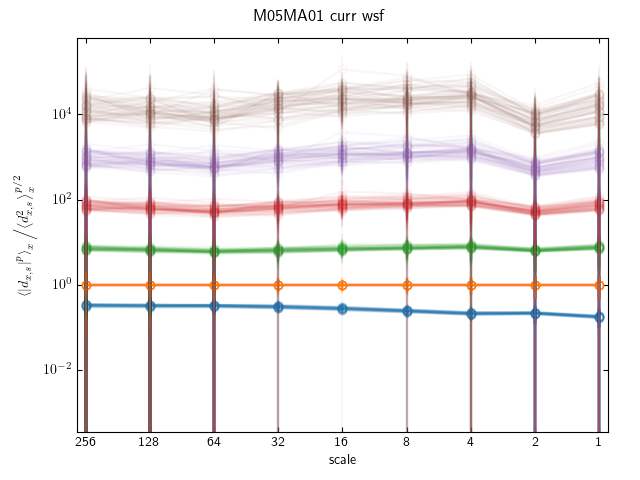 M05MA01 curr wsf
⟨|d_{x,s}|^p⟩_x / ⟨d_{x,s}^2⟩_x^{p/2}
10^4
10^2
10^0
10^{-2}
256 128 64 32 16 8 4 2 1
scale